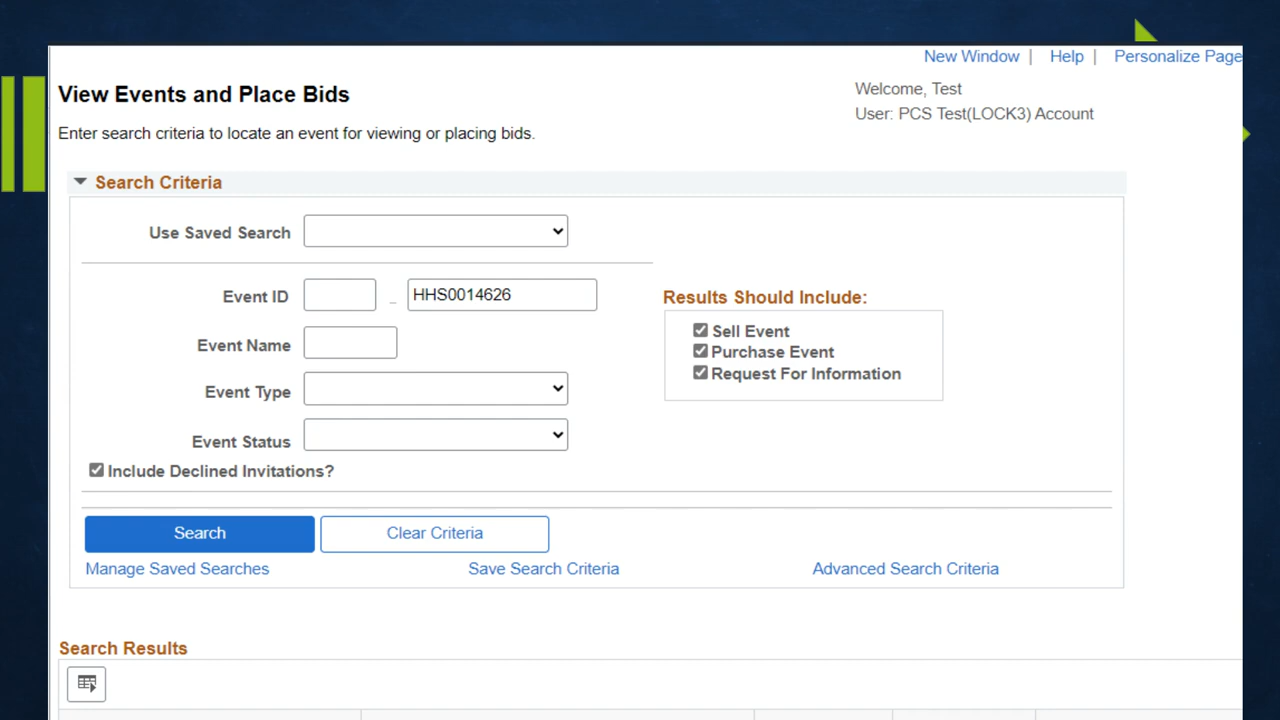 New Window | Help | Personalize Page
View Events and Place Bids
Welcome, Test
User: PCS Test(LOCK3) Account
Enter search criteria to locate an event for viewing or placing bids.
Search Criteria
Use Saved Search
Event ID _ HHS0014626
Event Name
Event Type
Event Status
Results Should Include:
Sell Event
Purchase Event
Request For Information
Include Declined Invitations?
Search Clear Criteria
Manage Saved Searches Save Search Criteria Advanced Search Criteria
Search Results